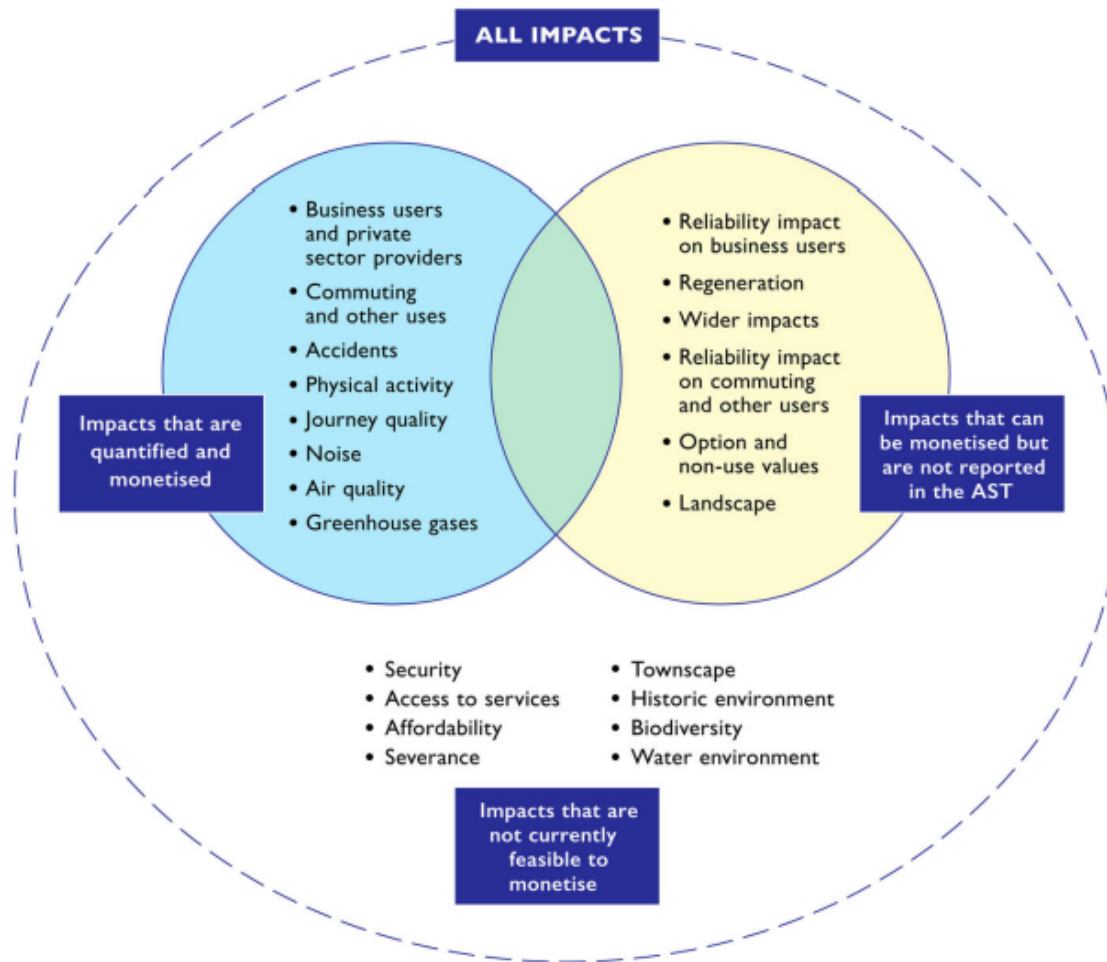 ALL IMPACTS
• Business users
and private
sector providers
• Commuting
and other uses
• Accidents
• Physical activity
• Journey quality
• Noise
• Air quality
• Greenhouse gases
• Reliability impact
on business users
• Regeneration
• Wider impacts
• Reliability impact
on commuting
and other users
• Option and
non-use values
• Landscape
Impacts that are
quantified and
monetised
Impacts that can
be monetised but
are not reported
in the AST
• Security
• Access to services
• Affordability
• Severance
• Townscape
• Historic environment
• Biodiversity
• Water environment
Impacts that are
not currently
feasible to
monetise